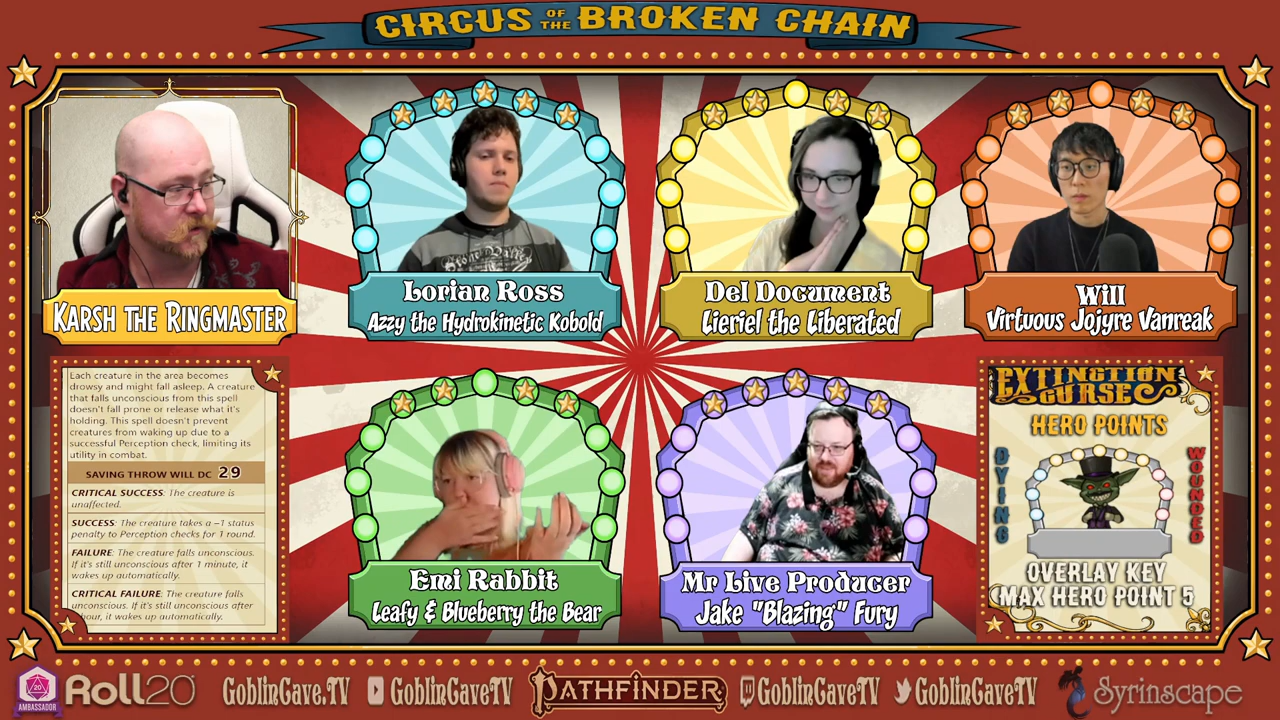 CIRCUS OF THE BROKEN CHAIN
KARSH THE RINGMASTER
Lorian Ross
Azzy the Hydrokinetic Kobold
Del Document
Lieriel the Liberated
Will
Virtuous Jojyre Vanreak
Each creature in the area becomes
drowsy and might fall asleep. A creature
that falls unconscious from this spell
doesn't fall prone or release what it's
holding. This spell doesn't prevent
creatures from waking up due to a
successful Perception check, limiting its
utility in combat.
SAVING THROW WILL DC 29
CRITICAL SUCCESS: The creature is
unaffected.
SUCCESS: The creature takes a -1 status
penalty to Perception checks for 1 round.
FAILURE: The creature falls unconscious.
If it's still unconscious after 1 minute, it
wakes up automatically.
CRITICAL FAILURE: The creature falls
unconscious. If it's still unconscious after
hour, it wakes up automatically.
Emi Rabbit
Leafy & Blueberry the Bear
Mr Live Producer
Jake "Blazing" Fury
EXTINCTION
CURSE
HERO POINTS
DYING
WOUNDED
OVERLAY KEY
MAX HERO POINT 5
20
AMBASSADOR
Roll20
GOBLINCAVE.TV
GOBLINCAVETV
PATHFINDER
GOBLINCAVETV
GOBLINCAVETV
Syrinscape